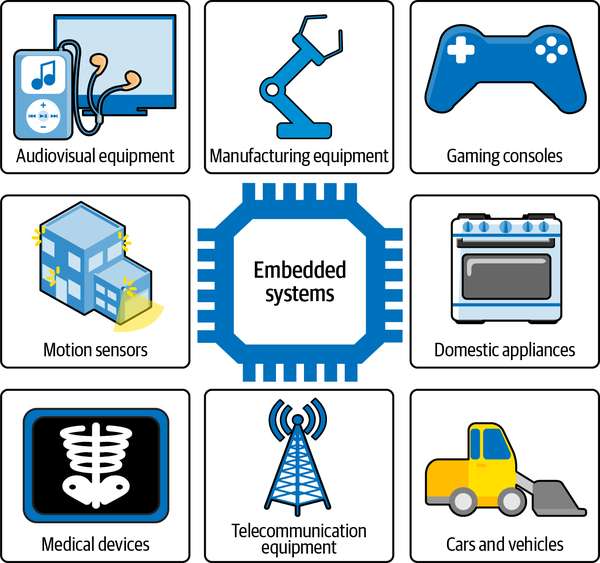 Audiovisual equipment
Manufacturing equipment
Gaming consoles
Motion sensors
Embedded
systems
Domestic appliances
Medical devices
Telecommunication
equipment
Cars and vehicles